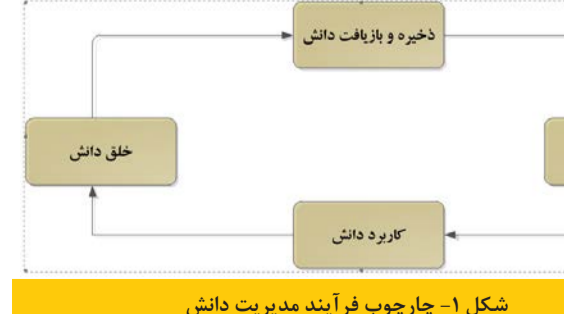 ذخیره و بازیافت دانش
خلق دانش
کاربرد دانش
شکل ۱- چارچوب فرآیند مدیریت دانش